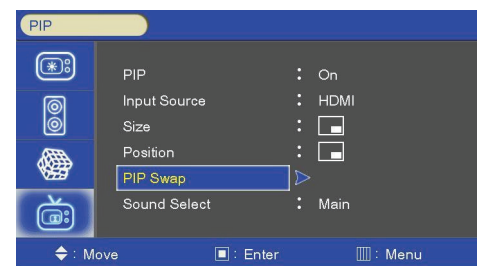 PIP
PIP : On
Input Source : HDMI
Size :
Position :
PIP Swap
Sound Select : Main
: Move : Enter : Menu